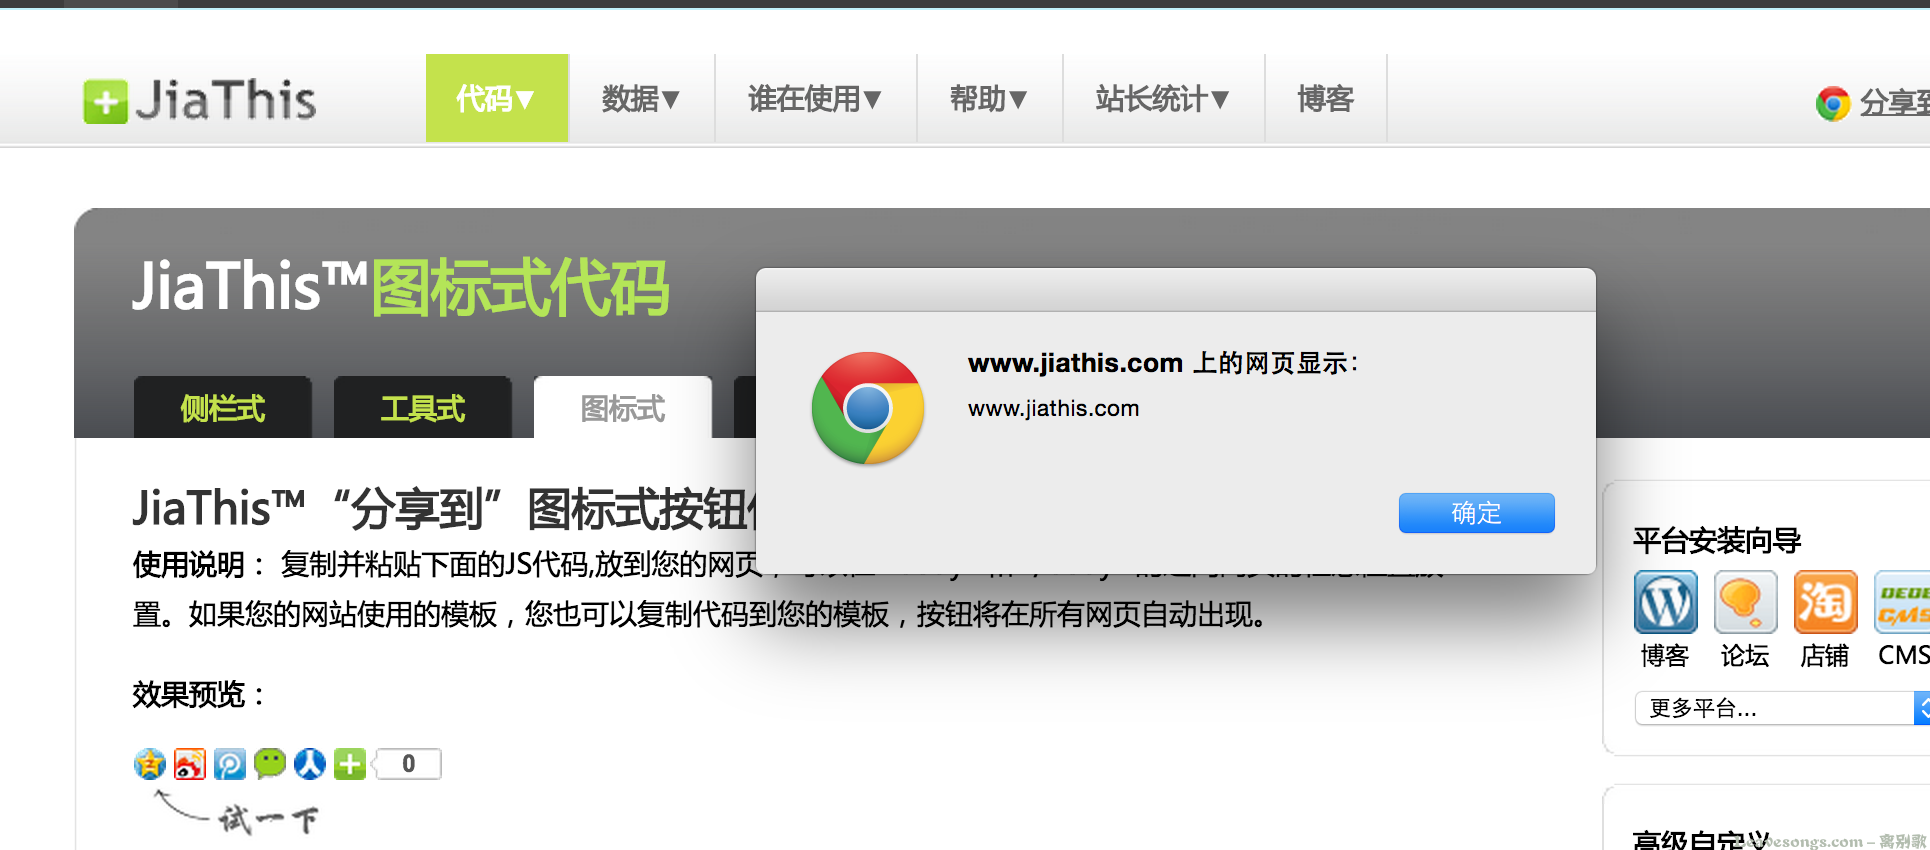 JiaThis
代码▼
数据▼
谁在使用▼
帮助▼
站长统计▼
博客
分享到
JiaThis™图标式代码
侧栏式
工具式
图标式
www.jiathis.com 上的网页显示：
www.jiathis.com
确定
JiaThis™ “分享到” 图标式按钮
使用说明： 复制并粘贴下面的JS代码,放到您的网页，
置。如果您的网站使用的模板，您也可以复制代码到您的模板，按钮将在所有网页自动出现。
效果预览：
0
试一下
平台安装向导
博客
论坛
店铺
CMS
更多平台...
高级自定义
leavesongs.com - 离别歌